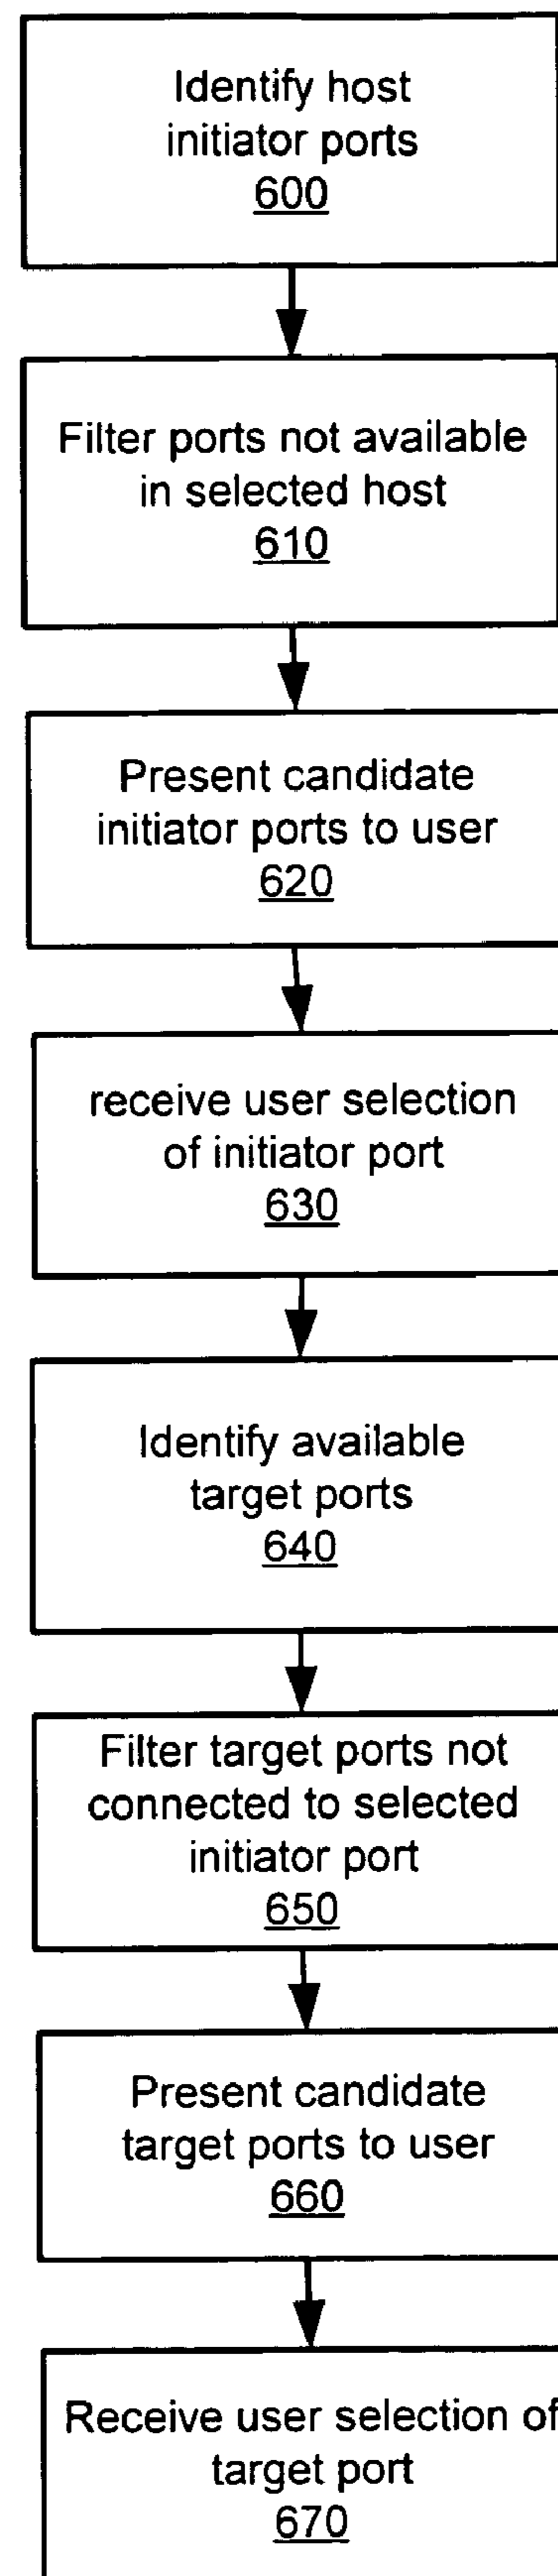 Identify host
initiator ports
600
Filter ports not available
in selected host
610
Present candidate
initiator ports to user
620
receive user selection
of initiator port
630
Identify available
target ports
640
Filter target ports not
connected to selected
initiator port
650
Present candidate
target ports to user
660
Receive user selection of
target port
670